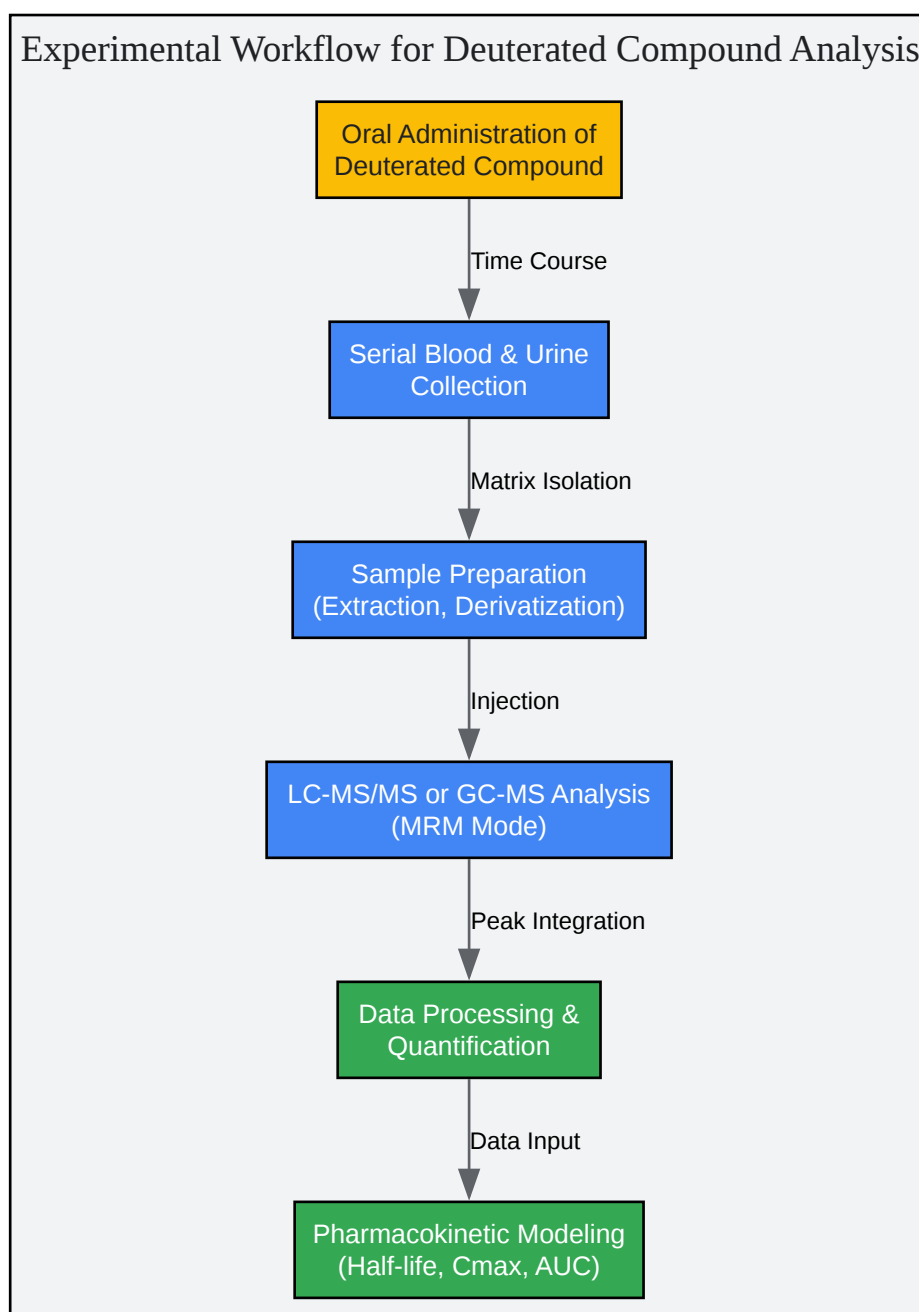 Experimental Workflow for Deuterated Compound Analysis
Oral Administration of
Deuterated Compound
Time Course
Serial Blood & Urine
Collection
Matrix Isolation
Sample Preparation
(Extraction, Derivatization)
Injection
LC-MS/MS or GC-MS Analysis
(MRM Mode)
Peak Integration
Data Processing &
Quantification
Data Input
Pharmacokinetic Modeling
(Half-life, Cmax, AUC)